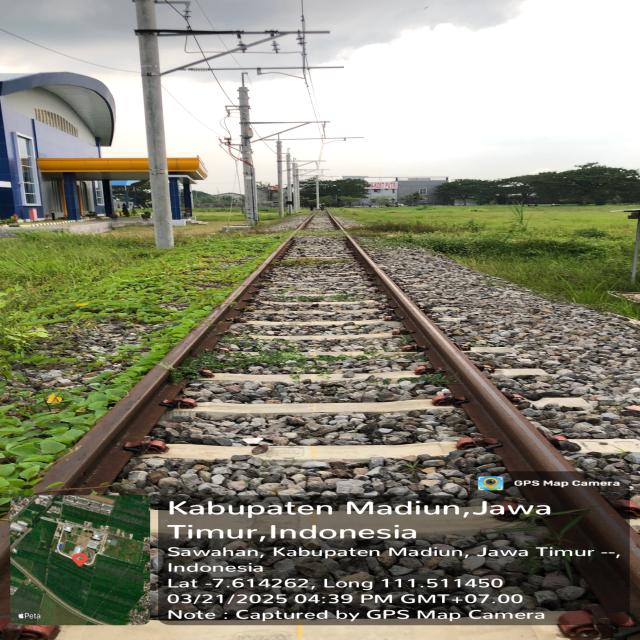 GPS Map Camera
Kabupaten Madiun,Jawa
Timur,Indonesia
Sawahan, Kabupaten Madiun, Jawa Timur --,
Indonesia
Lat -7.614262, Long 111.511450
03/21/2025 04:39 PM GMT+07.00
Note : Captured by GPS Map Camera
Peta